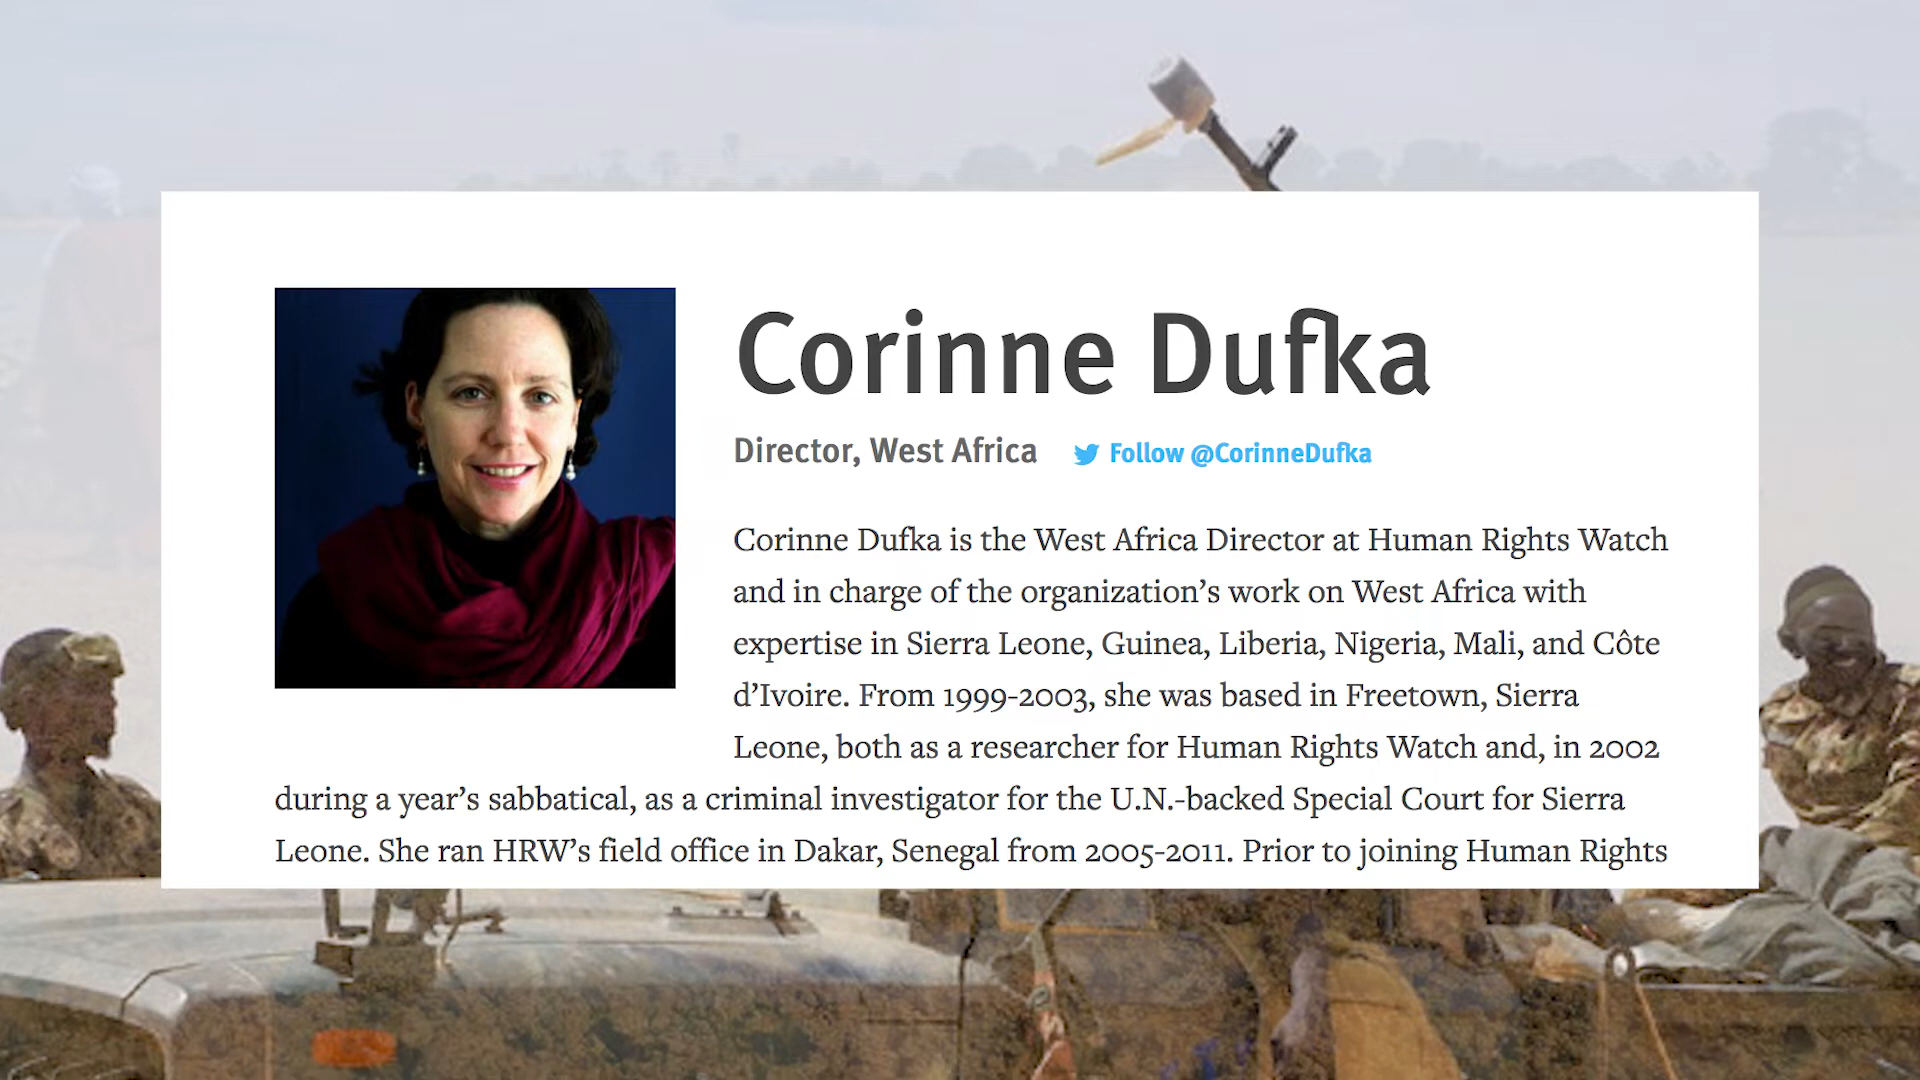 Corinne Dufka
Director, West Africa Follow @CorinneDufka
Corinne Dufka is the West Africa Director at Human Rights Watch
and in charge of the organization’s work on West Africa with
expertise in Sierra Leone, Guinea, Liberia, Nigeria, Mali, and Côte
d’Ivoire. From 1999-2003, she was based in Freetown, Sierra
Leone, both as a researcher for Human Rights Watch and, in 2002
during a year’s sabbatical, as a criminal investigator for the U.N.-backed Special Court for Sierra
Leone. She ran HRW’s field office in Dakar, Senegal from 2005-2011. Prior to joining Human Rights